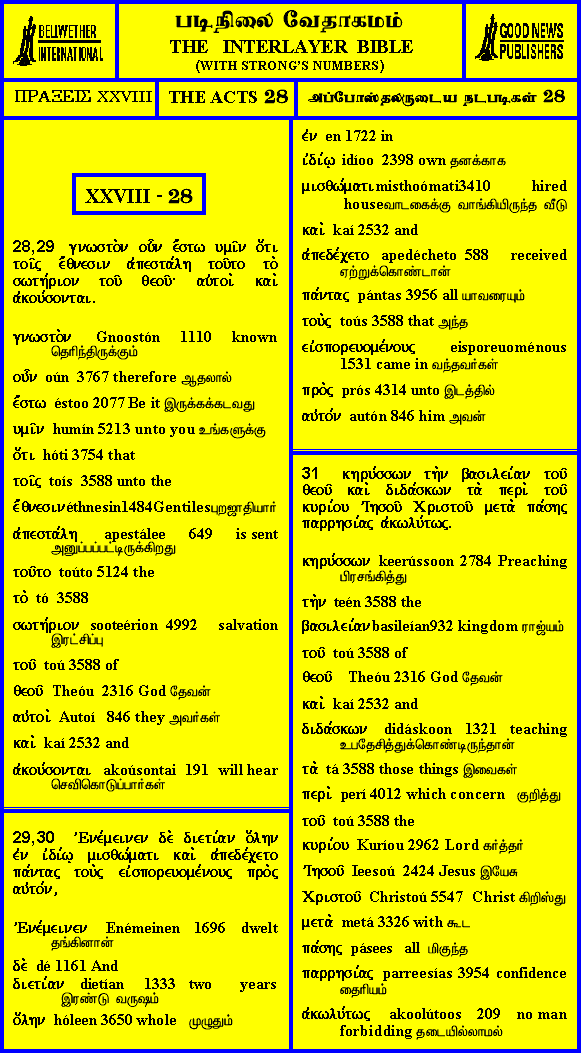 BELLWETHER
INTERNATIONAL
படிநிலை வேதாகமம்
THE INTERLAYER BIBLE
(WITH STRONG'S NUMBERS)
GOOD NEWS
PUBLISHERS
ΠΡΑΞΕΙΣ XXVIII
THE ACTS 28
அப்போஸ்தலருடைய நடபடிகள் 28
XXVIII - 28
28,29 γνωστὸν οὖν ἔστω υμῖν ὅτι
τοῖς ἔθνεσιν ἀπεστάλη τοῦτο τὸ
σωτήριον τοῦ θεοῦ· αὐτοὶ καὶ
ἀκούσονται.
γνωστὸν Gnoostón 1110 known
தெரிந்திருக்கும்
οὖν oún 3767 therefore ஆதலால்
ἔστω éstoo 2077 Be it இருக்கக்கடவது
υμῖν humín 5213 unto you உங்களுக்கு
ὅτι hóti 3754 that
τοῖς toís 3588 unto the
ἔθνεσιν éthnesin1484Gentiles புறஜாதியார்
ἀπεστάλη apestálee 649 is sent
அனுப்பப்பட்டிருக்கிறது
τοῦτο toúto 5124 the
τὸ tó 3588
σωτήριον sooteérion 4992 salvation
இரட்சிப்பு
τοῦ toú 3588 of
θεοῦ Theóu 2316 God தேவன்
αὐτοὶ Autoí 846 they அவர்கள்
καὶ kaí 2532 and
ἀκούσονται akoúsontai 191 will hear
செவிகொடுப்பார்கள்
29,30 Ἐνέμεινεν δὲ διετίαν ὅλην
ἐν ἰδίῳ μισθώματι καὶ ἀπεδέχετο
πάντας τοὺς εἰσπορευομένους πρὸς
αὐτόν,
Ἐνέμεινεν Enémeinen 1696 dwelt
தங்கினான்
δὲ dé 1161 And
διετίαν dietían 1333 two years
இரண்டு வருஷம்
ὅλην hóleen 3650 whole முழுதும்
ἐν en 1722 in
ἰδίῳ idíoo 2398 own தனக்காக
μισθώματι misthoómati3410 hired
houseவாடகைக்கு வாங்கியிருந்த வீடு
καὶ kaí 2532 and
ἀπεδέχετο apedécheto 588 received
ஏற்றுக்கொண்டான்
πάντας pántas 3956 all யாவரையும்
τοὺς toús 3588 that அந்த
εἰσπορευομένους eisporeuoménous
1531 came in வந்தவர்கள்
πρὸς prós 4314 unto இடத்தில்
αὐτόν autón 846 him அவன்
31 κηρύσσων τὴν βασιλείαν τοῦ
θεοῦ καὶ διδάσκων τὰ περὶ τοῦ
κυρίου Ἰησοῦ Χριστοῦ μετὰ πάσης
παρρησίας ἀκωλύτως.
κηρύσσων keerússoon 2784 Preaching
பிரசங்கித்து
τὴν teén 3588 the
βασιλείαν basileían932 kingdom ராஜ்யம்
τοῦ toú 3588 of
θεοῦ Theóu 2316 God தேவன்
καὶ kaí 2532 and
διδάσκων didáskoon 1321 teaching
உபதேசித்துக்கொண்டிருந்தான்
τὰ tá 3588 those things இவைகள்
περὶ perí 4012 which concern குறித்து
τοῦ toú 3588 the
κυρίου Kuríou 2962 Lord கர்த்தர்
Ἰησοῦ Ieesoú 2424 Jesus இயேசு
Χριστοῦ Christoú 5547 Christ கிறிஸ்து
μετὰ metá 3326 with கூட
πάσης pásees all மிகுந்த
παρρησίας parreesías 3954 confidence
தைரியம்
ἀκωλύτως akoolútoos 209 no man
forbidding தடையில்லாமல்